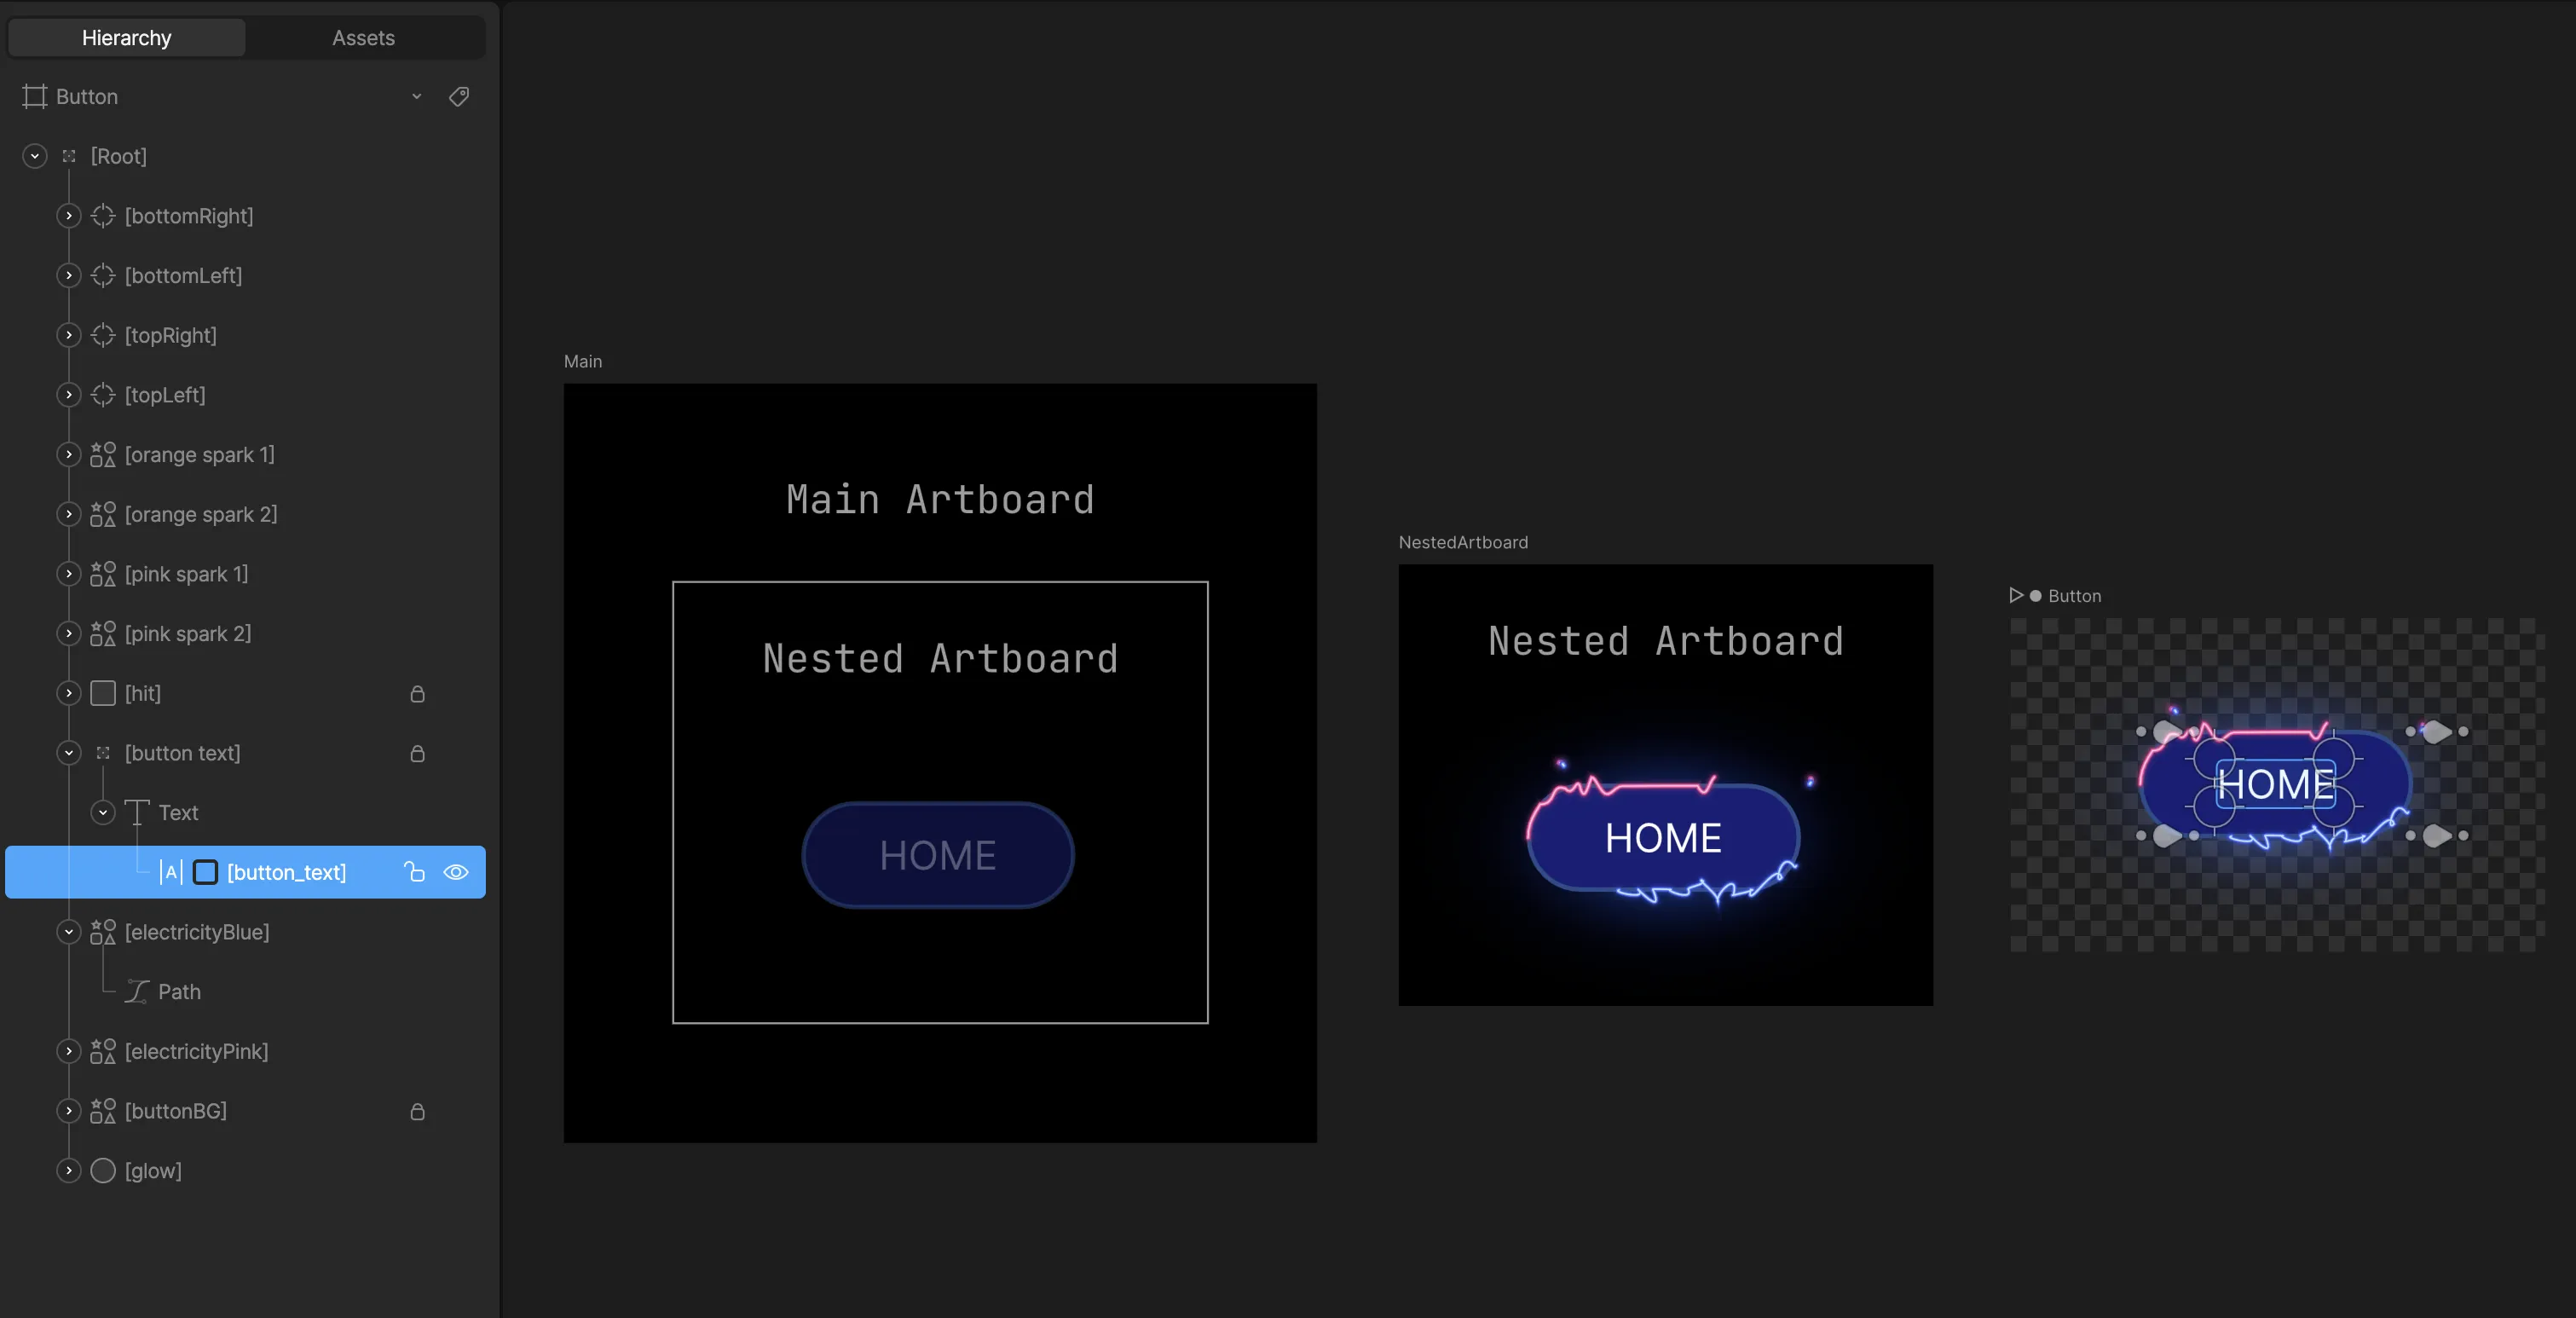 Hierarchy
Assets
Button
[Root]
[bottomRight]
[bottomLeft]
[topRight]
[topLeft]
[orange spark 1]
[orange spark 2]
[pink spark 1]
[pink spark 2]
[hit]
[button text]
Text
A
[button_text]
[electricityBlue]
Path
[electricityPink]
[buttonBG]
[glow]
Main
Main Artboard
Nested Artboard
HOME
NestedArtboard
Nested Artboard
HOME
Button
HOME